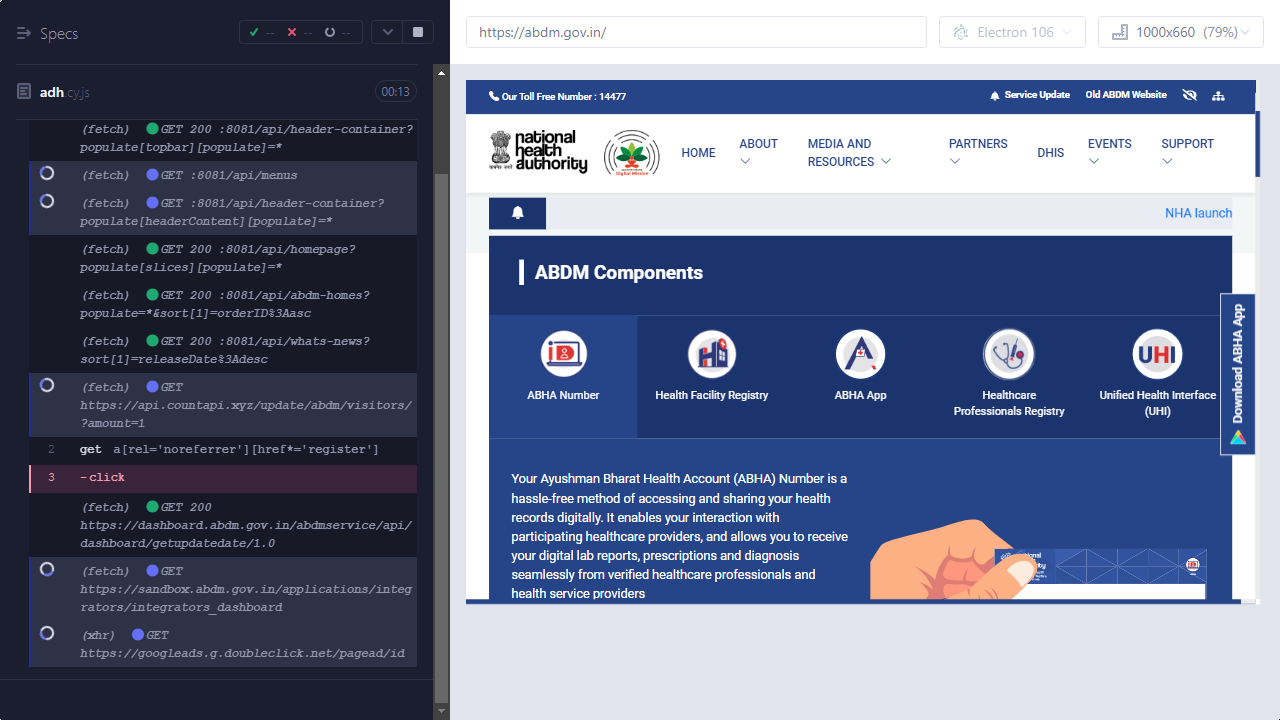 Specs
--
--
--
adh.cy.js
00:13
(fetch) GET 200 :8081/api/header-container?
populate[topbar][populate]=*
(fetch) GET :8081/api/menus
(fetch) GET :8081/api/header-container?
populate[headerContent][populate]=*
(fetch) GET 200 :8081/api/homepage?
populate[slices][populate]=*
(fetch) GET 200 :8081/api/abdm-homes?
populate=*&sort[1]=orderID%3Aasc
(fetch) GET 200 :8081/api/whats-news?
sort[1]=releaseDate%3Adesc
(fetch) GET
https://api.countapi.xyz/update/abdm/visitors/
?amount=1
2 get a[rel='noreferrer'][href*='register']
3 -click
(fetch) GET 200
https://dashboard.abdm.gov.in/abdmservice/api/
dashboard/getupdatedate/1.0
(fetch) GET
https://sandbox.abdm.gov.in/applications/integ
rators/integrators_dashboard
(xhr) GET
https://googleads.g.doubleclick.net/pagead/id
https://abdm.gov.in/
Electron 106
1000x660 (79%)
Our Toll Free Number : 14477
Service Update
Old ABDM Website
national
health
authority
Digital Mission
HOME
ABOUT
MEDIA AND
RESOURCES
PARTNERS
DHIS
EVENTS
SUPPORT
NHA launch
ABDM Components
ABHA Number
Health Facility Registry
ABHA App
Healthcare
Professionals Registry
UHI
Unified Health Interface
(UHI)
Download ABHA App
Your Ayushman Bharat Health Account (ABHA) Number is a
hassle-free method of accessing and sharing your health
records digitally. It enables your interaction with
participating healthcare providers, and allows you to receive
your digital lab reports, prescriptions and diagnosis
seamlessly from verified healthcare professionals and
health service providers